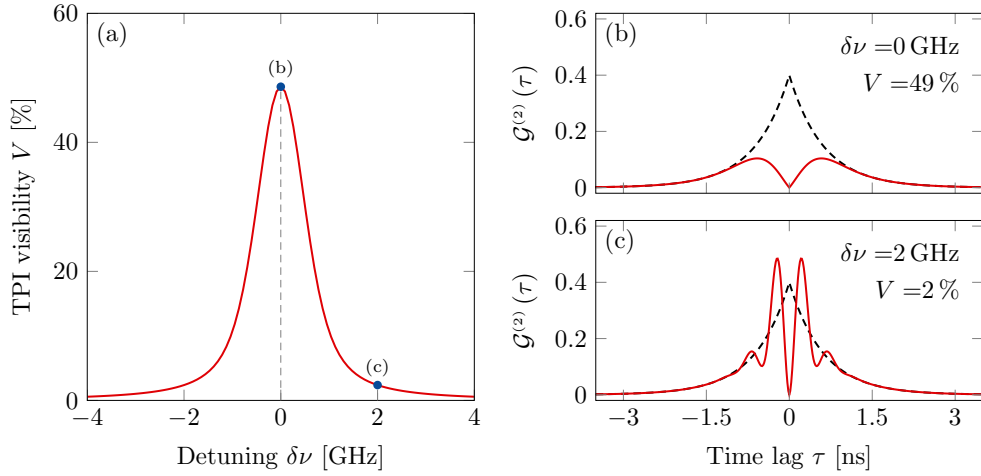 (a)
(b)
(c)
60
40
20
0
TPI visibility V [%]
−4
−2
0
2
4
Detuning δν [GHz]
(b)
δν =0 GHz
V =49 %
0.6
0.4
0.2
0
𝒢⁽²⁾(τ)
(c)
δν =2 GHz
V =2 %
0.6
0.4
0.2
0
𝒢⁽²⁾(τ)
−3
−1.5
0
1.5
3
Time lag τ [ns]